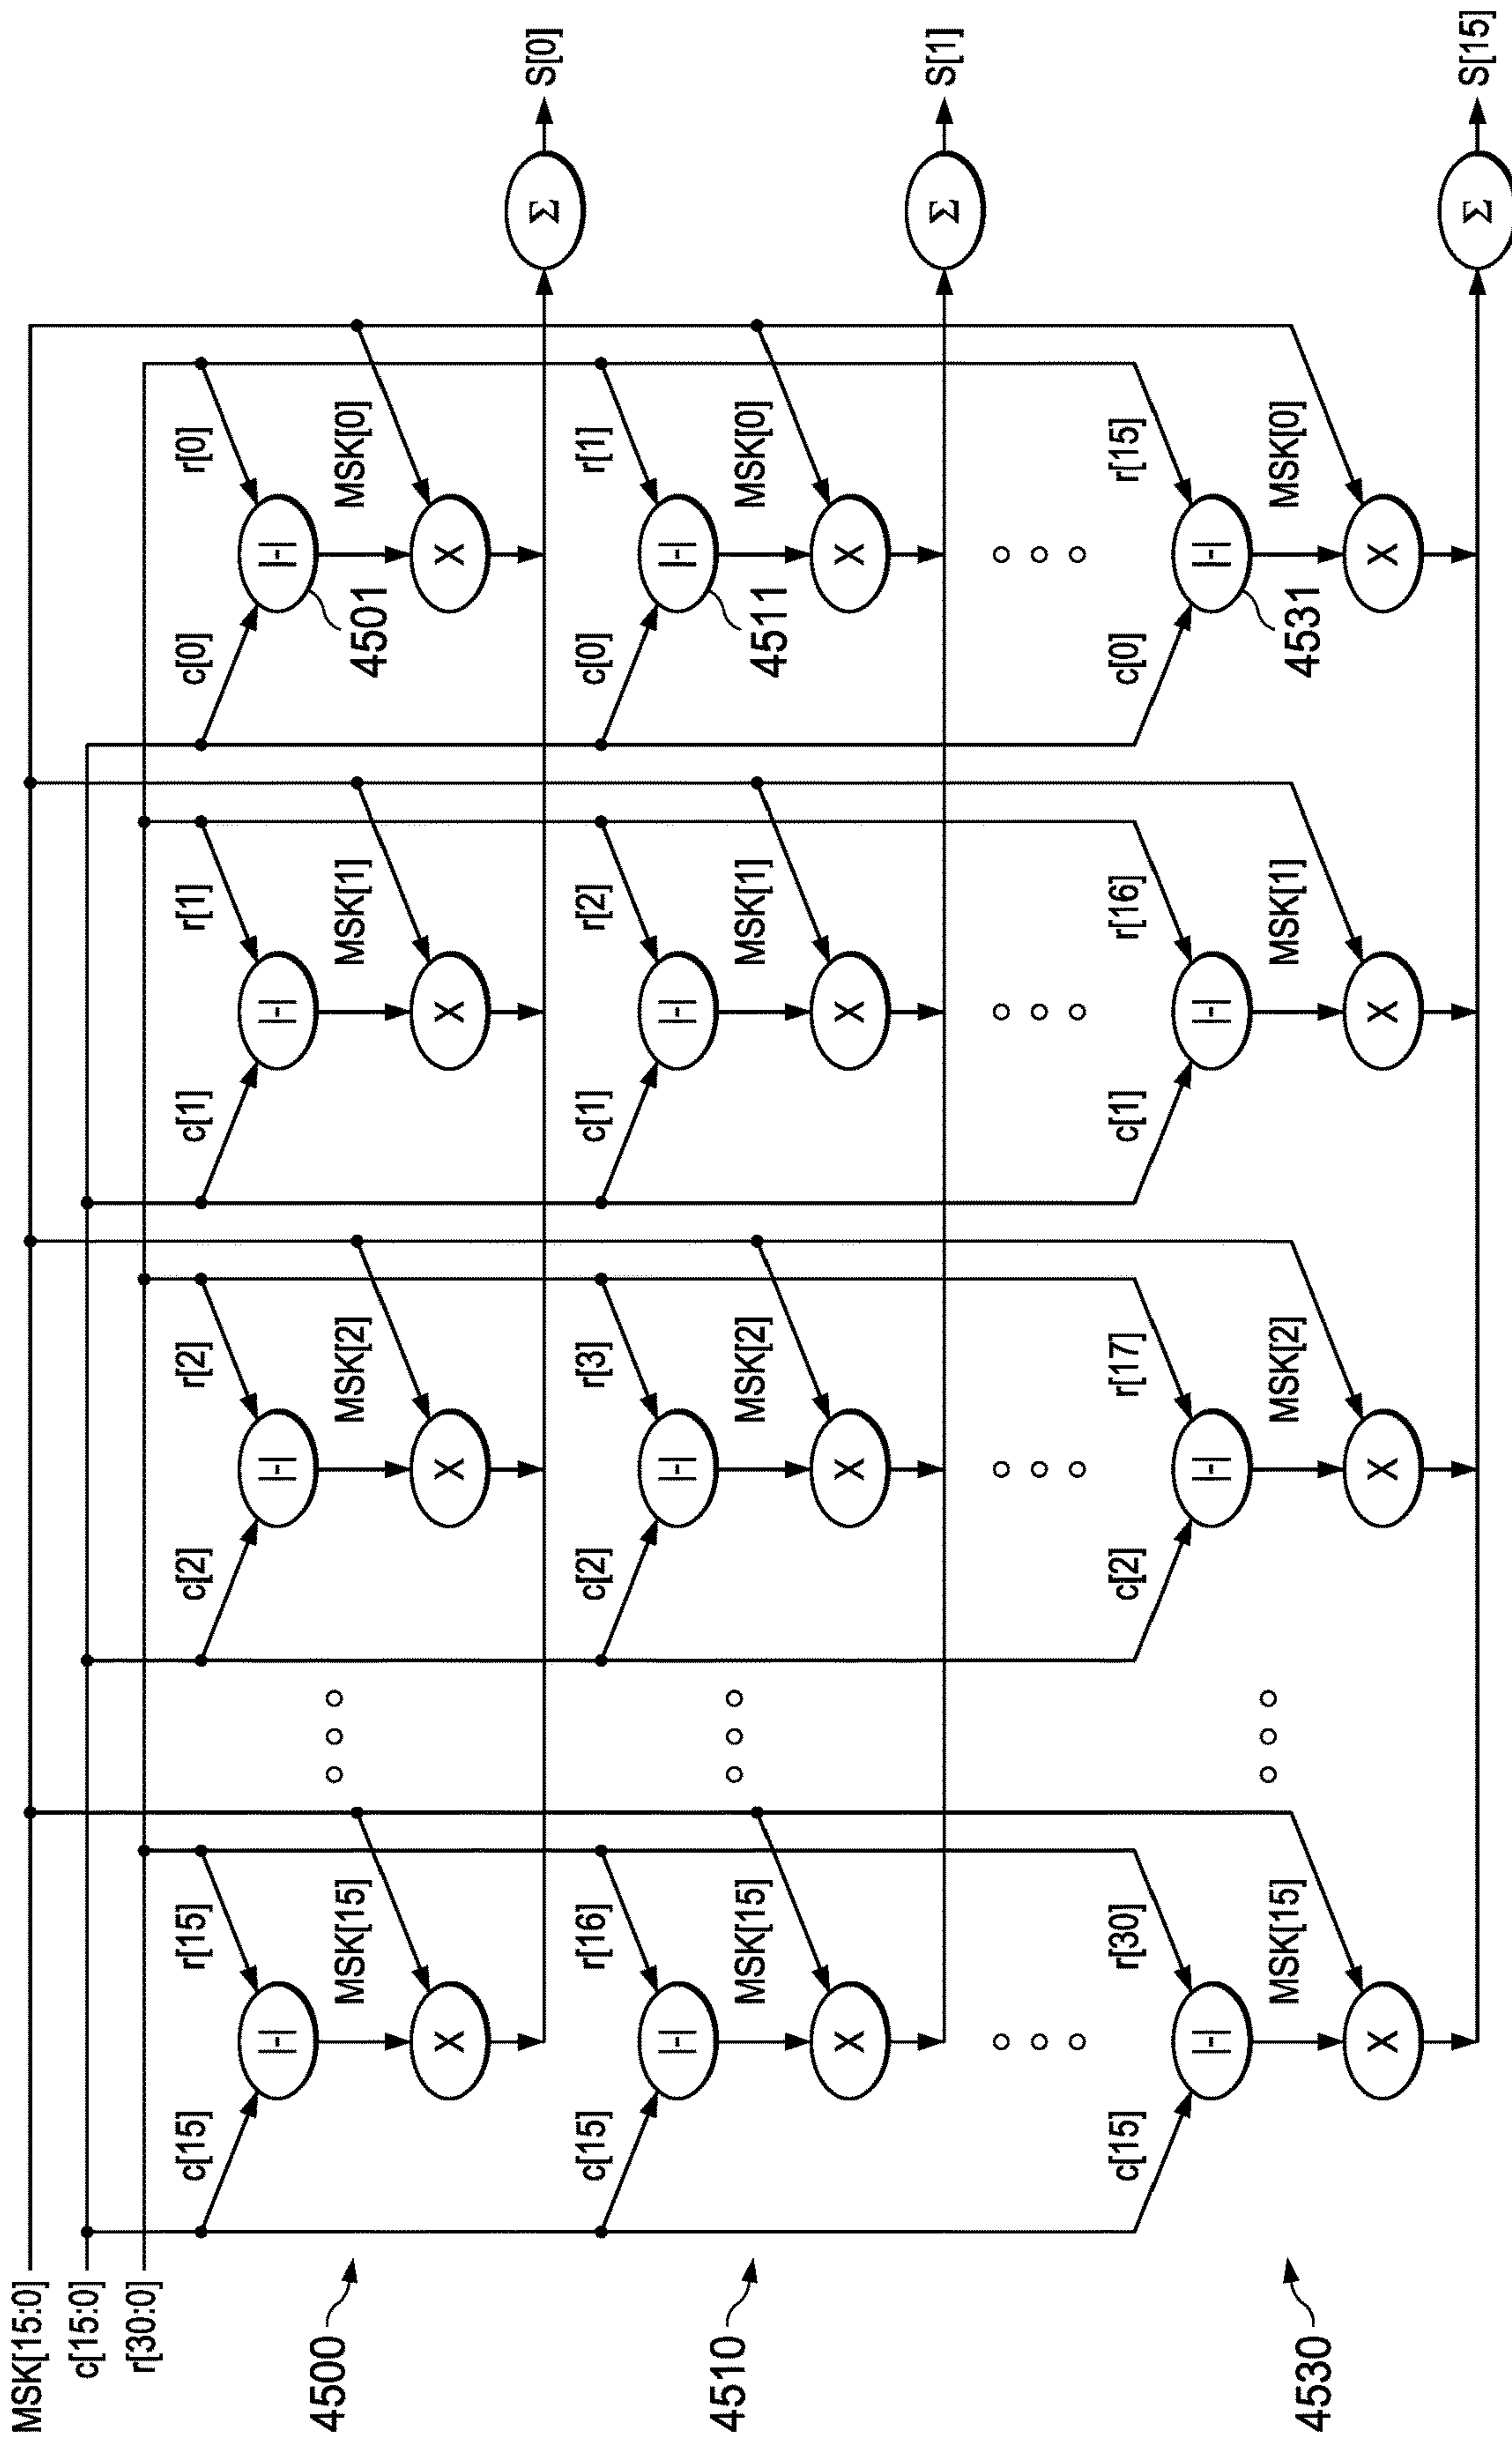 MSK[15:0]
c[15:0]
r[30:0]
c[15] r[15] c[2] r[2] c[1] r[1] c[0] r[0]
|-| |-| |-| |-|
4500 MSK[15] MSK[2] MSK[1] 4501 MSK[0]
X X X X
Σ S[0]
c[15] r[16] c[2] r[3] c[1] r[2] c[0] r[1]
|-| |-| |-| |-|
4510 MSK[15] MSK[2] MSK[1] 4511 MSK[0]
X X X X
Σ S[1]
c[15] r[30] c[2] r[17] c[1] r[16] c[0] r[15]
|-| |-| |-| |-|
4530 MSK[15] MSK[2] MSK[1] 4531 MSK[0]
X X X X
Σ S[15]